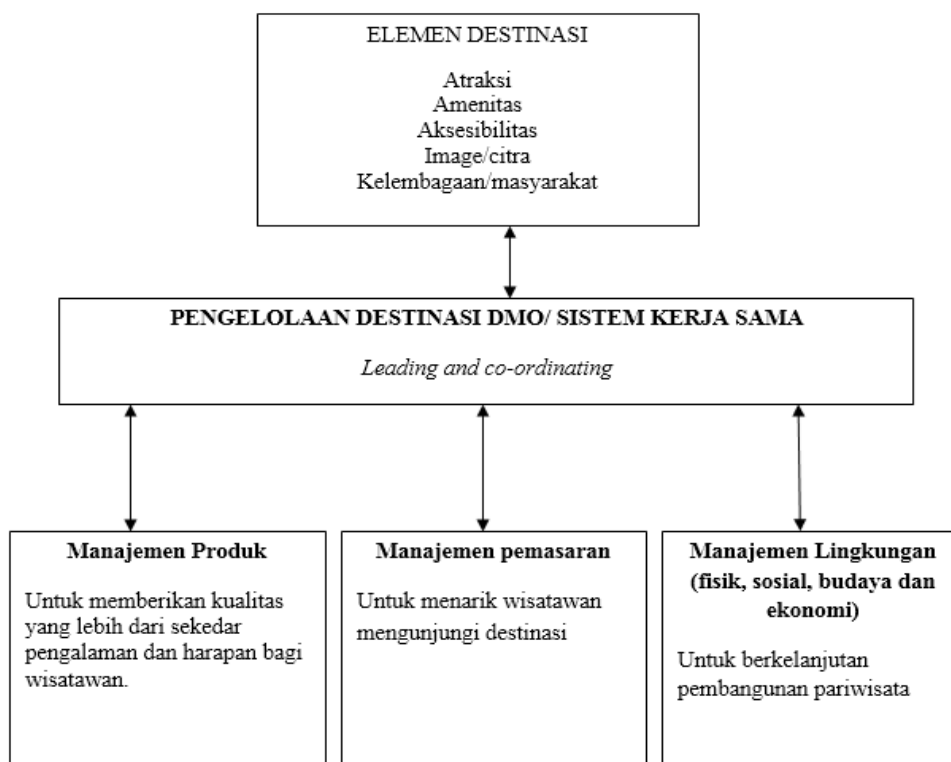 ELEMEN DESTINASI
Atraksi
Amenitas
Aksesibilitas
Image/citra
Kelembagaan/masyarakat
PENGELOLAAN DESTINASI DMO/ SISTEM KERJA SAMA
Leading and co-ordinating
Manajemen Produk
Untuk memberikan kualitas
yang lebih dari sekedar
pengalaman dan harapan bagi
wisatawan.
Manajemen pemasaran
Untuk menarik wisatawan
mengunjungi destinasi
Manajemen Lingkungan
(fisik, sosial, budaya dan
ekonomi)
Untuk berkelanjutan
pembangunan pariwisata